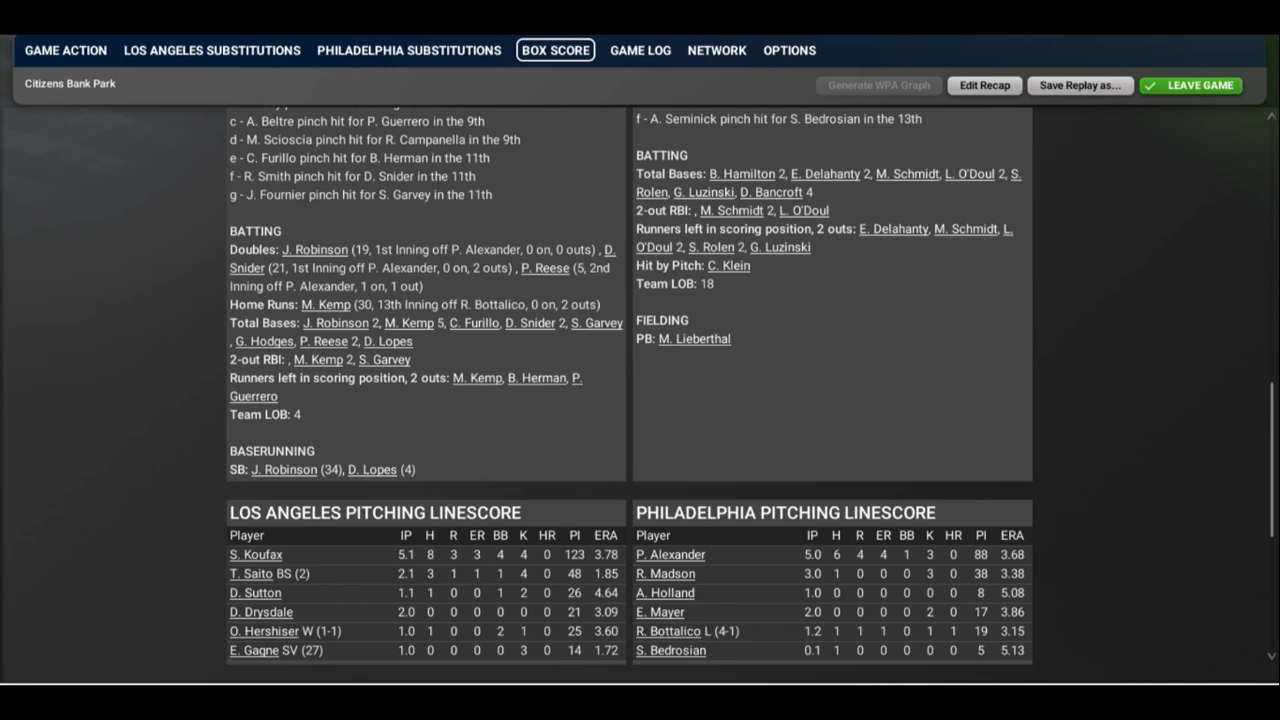 GAME ACTION LOS ANGELES SUBSTITUTIONS PHILADELPHIA SUBSTITUTIONS BOX SCORE GAME LOG NETWORK OPTIONS
Citizens Bank Park Generate WPA Graph Edit Recap Save Replay as... LEAVE GAME
c - A. Beltre pinch hit for P. Guerrero in the 9th
d - M. Scioscia pinch hit for R. Campanella in the 9th
e - C. Furillo pinch hit for B. Herman in the 11th
f - R. Smith pinch hit for D. Snider in the 11th
g - J. Fournier pinch hit for S. Garvey in the 11th
BATTING
Doubles: J. Robinson (19, 1st Inning off P. Alexander, 0 on, 0 outs) , D.
Snider (21, 1st Inning off P. Alexander, 0 on, 2 outs) , P. Reese (5, 2nd
Inning off P. Alexander, 1 on, 1 out)
Home Runs: M. Kemp (30, 13th Inning off R. Bottalico, 0 on, 2 outs)
Total Bases: J. Robinson 2, M. Kemp 5, C. Furillo, D. Snider 2, S. Garvey
, G. Hodges, P. Reese 2, D. Lopes
2-out RBI: , M. Kemp 2, S. Garvey
Runners left in scoring position, 2 outs: M. Kemp, B. Herman, P.
Guerrero
Team LOB: 4
BASERUNNING
SB: J. Robinson (34), D. Lopes (4)
f - A. Seminick pinch hit for S. Bedrosian in the 13th
BATTING
Total Bases: B. Hamilton 2, E. Delahanty 2, M. Schmidt, L. O'Doul 2, S.
Rolen, G. Luzinski, D. Bancroft 4
2-out RBI: , M. Schmidt 2, L. O'Doul
Runners left in scoring position, 2 outs: E. Delahanty, M. Schmidt, L.
O'Doul 2, S. Rolen 2, G. Luzinski
Hit by Pitch: C. Klein
Team LOB: 18
FIELDING
PB: M. Lieberthal
LOS ANGELES PITCHING LINESCORE
Player IP H R ER BB K HR PI ERA
S. Koufax 5.1 8 3 3 4 4 0 123 3.78
T. Saito BS (2) 2.1 3 1 1 1 4 0 48 1.85
D. Sutton 1.1 1 0 0 1 2 0 26 4.64
D. Drysdale 2.0 0 0 0 0 0 0 21 3.09
O. Hershiser W (1-1) 1.0 1 0 0 2 1 0 25 3.60
E. Gagne SV (27) 1.0 0 0 0 0 3 0 14 1.72
PHILADELPHIA PITCHING LINESCORE
Player IP H R ER BB K HR PI ERA
P. Alexander 5.0 6 4 4 1 3 0 88 3.68
R. Madson 3.0 1 0 0 0 3 0 38 3.38
A. Holland 1.0 0 0 0 0 0 0 8 5.08
E. Mayer 2.0 0 0 0 0 2 0 17 3.86
R. Bottalico L (4-1) 1.2 1 1 1 0 1 1 19 3.15
S. Bedrosian 0.1 1 0 0 0 0 0 5 5.13